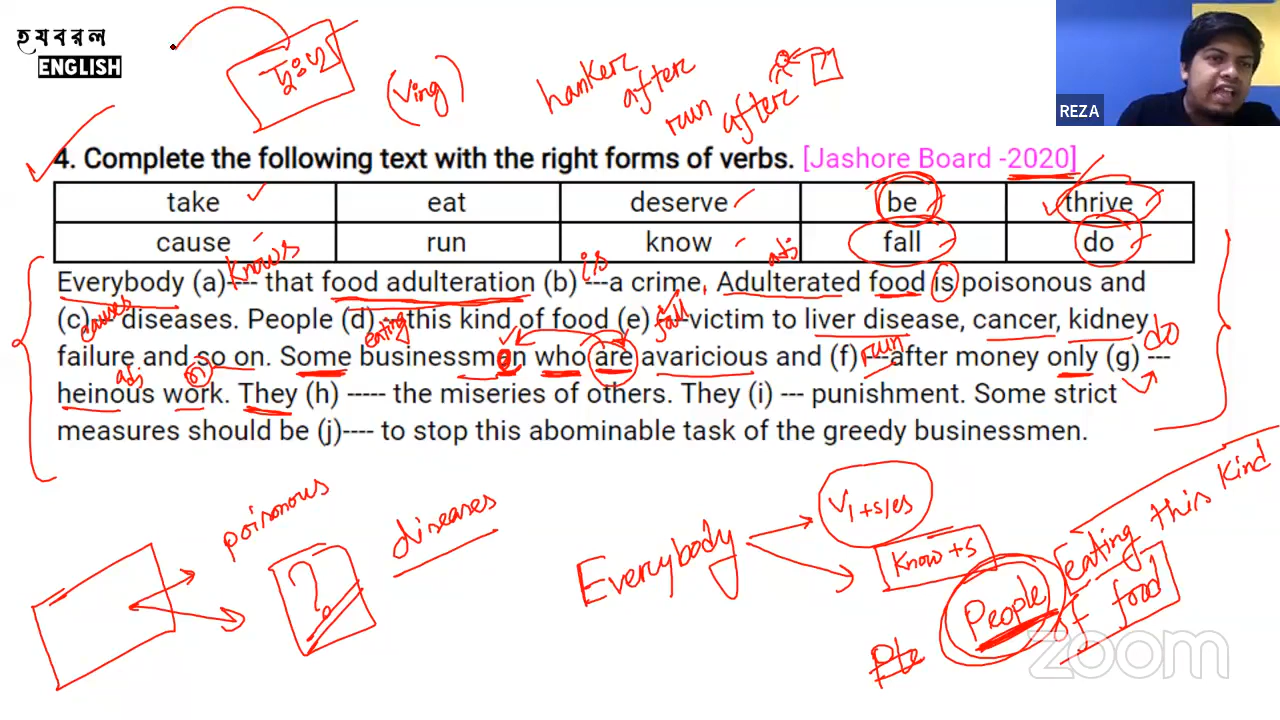 হ য ব র ল
ENGLISH
দুঃখ
(Ving)
hanker
after
run after
REZA
4. Complete the following text with the right forms of verbs. [Jashore Board -2020]
take eat deserve be thrive
cause run know fall do
knows is adj
Everybody (a)---- that food adulteration (b) ---a crime, Adulterated food is poisonous and
causes eating fall
(c)--- diseases. People (d)---this kind of food (e) ---victim to liver disease, cancer, kidney
run do
failure and so on. Some businessmen who are avaricious and (f)---after money only (g) ---
adj n
heinous work. They (h) ----- the miseries of others. They (i) --- punishment. Some strict
measures should be (j)---- to stop this abominable task of the greedy businessmen.
poisonous
?
diseases
Everybody
V1+s/es
Know+s
People
eating this kind
of food
zoom